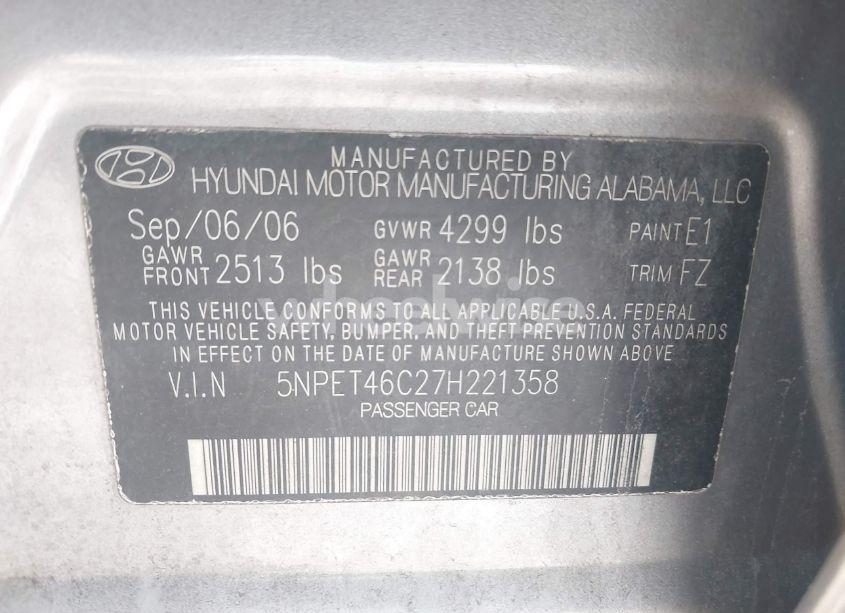 MANUFACTURED BY
HYUNDAI MOTOR MANUFACTURING ALABAMA, LLC
Sep/06/06 GVWR 4299 lbs PAINT E1
GAWR FRONT 2513 lbs GAWR REAR 2138 lbs TRIM FZ
THIS VEHICLE CONFORMS TO ALL APPLICABLE U.S.A. FEDERAL
MOTOR VEHICLE SAFETY, BUMPER, AND THEFT PREVENTION STANDARDS
IN EFFECT ON THE DATE OF MANUFACTURE SHOWN ABOVE.
V.I.N 5NPET46C27H221358
PASSENGER CAR